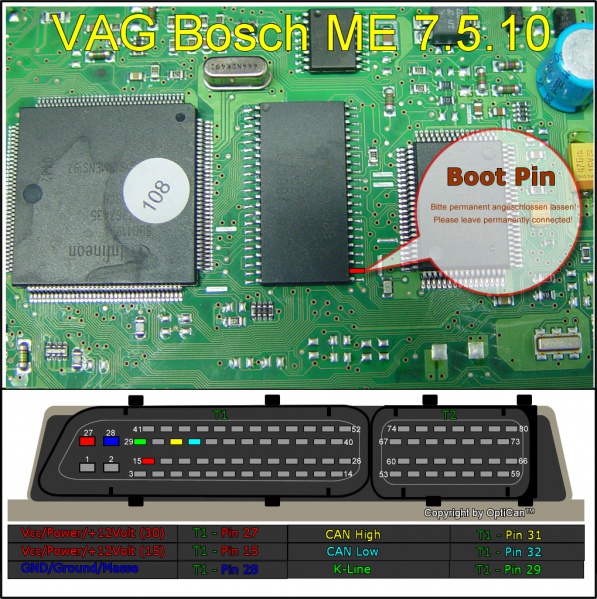 VAG Bosch ME 7.5.10
108
Infineon
Boot Pin
Bitte permanent angeschlossen lassen!
Please leave permanently connected!
T1
T2
41
52
74
80
27
28
29
40
67
73
1
2
15
26
60
66
3
14
53
59
Copyright by OptiCan™
Vcc/Power/+12Volt (30) T1 - Pin 27 CAN High T1 - Pin 31
Vcc/Power/+12Volt (15) T1 - Pin 15 CAN Low T1 - Pin 32
GND/Ground/Masse T1 - Pin 28 K-Line T1 - Pin 29